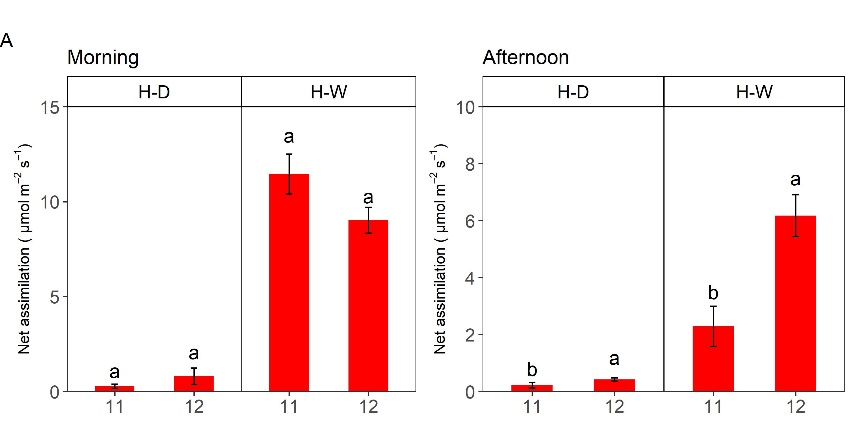 A
Morning
Afternoon
H-D
H-W
H-D
H-W
Net assimilation ( µmol m⁻² s⁻¹)
15
10
5
0
a
a
a
a
11
12
11
12
Net assimilation ( µmol m⁻² s⁻¹)
10
8
6
4
2
0
b
a
b
a
11
12
11
12